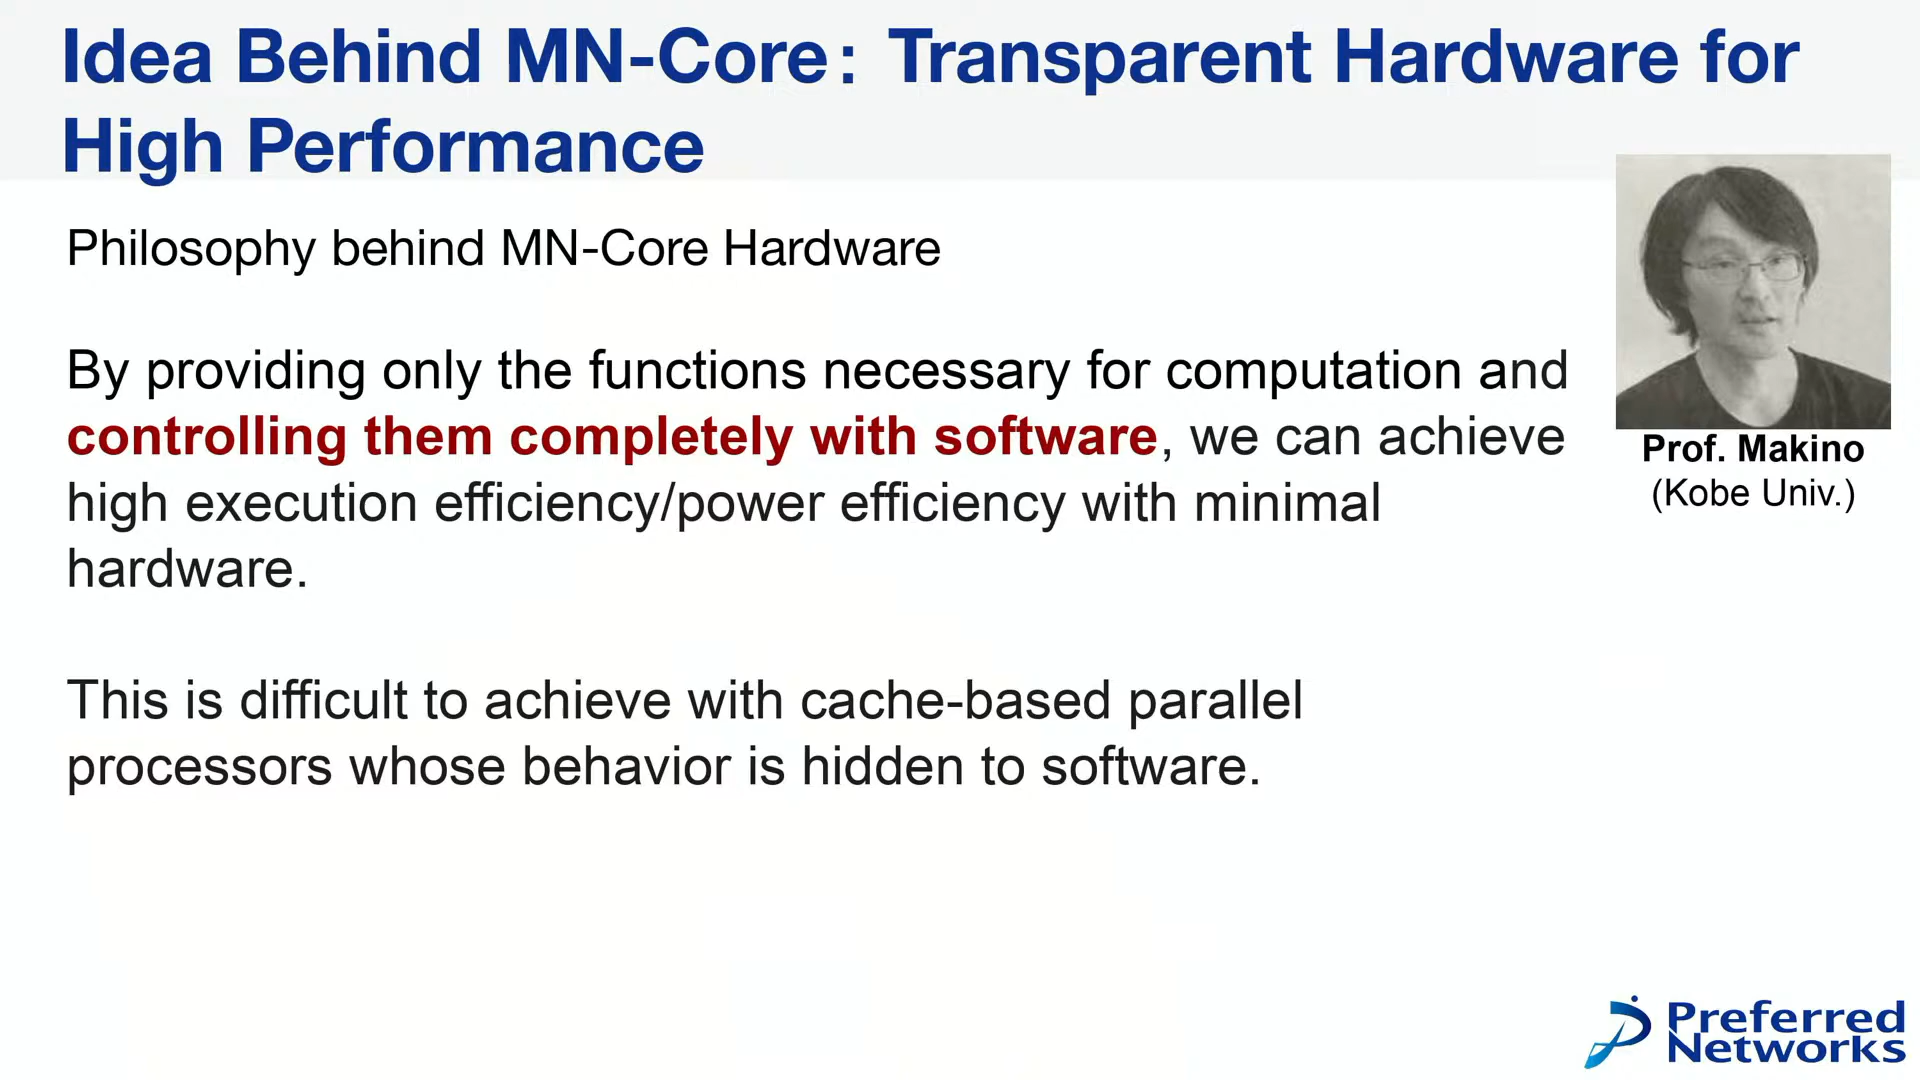 Idea Behind MN-Core: Transparent Hardware for
High Performance
Philosophy behind MN-Core Hardware
By providing only the functions necessary for computation and
controlling them completely with software, we can achieve
high execution efficiency/power efficiency with minimal
hardware.
This is difficult to achieve with cache-based parallel
processors whose behavior is hidden to software.
Prof. Makino
(Kobe Univ.)
Preferred
Networks